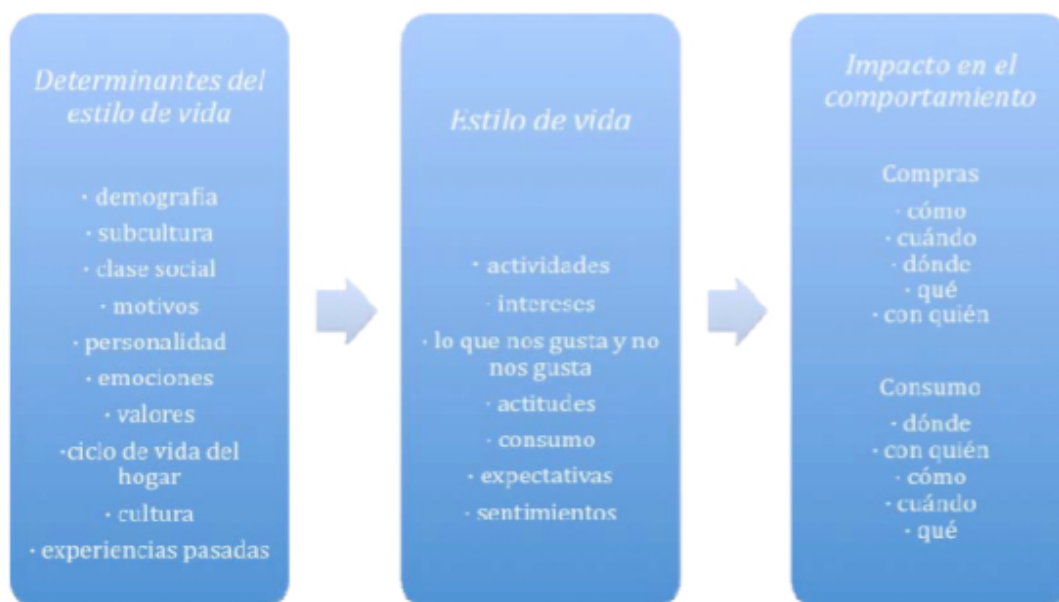 Determinantes del
estilo de vida
· demografia
· subcultura
· clase social
· motivos
· personalidad
· emociones
· valores
·ciclo de vida del
hogar
· cultura
· experiencias pasadas
Estilo de vida
· actividades
· intereses
· lo que nos gusta y no
nos gusta
· actitudes
· consumo
· expectativas
· sentimientos
Impacto en el
comportamiento
Compras
· cómo
· cuándo
· dónde
· qué
· con quién
Consumo
· dónde
· con quién
· cómo
· cuándo
· qué